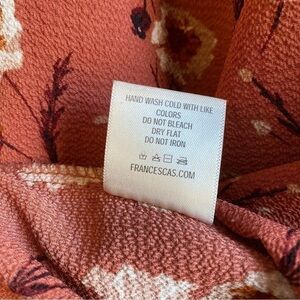 HAND WASH COLD WITH LIKE
COLORS
DO NOT BLEACH
DRY FLAT
DO NOT IRON
FRANCESCAS.COM